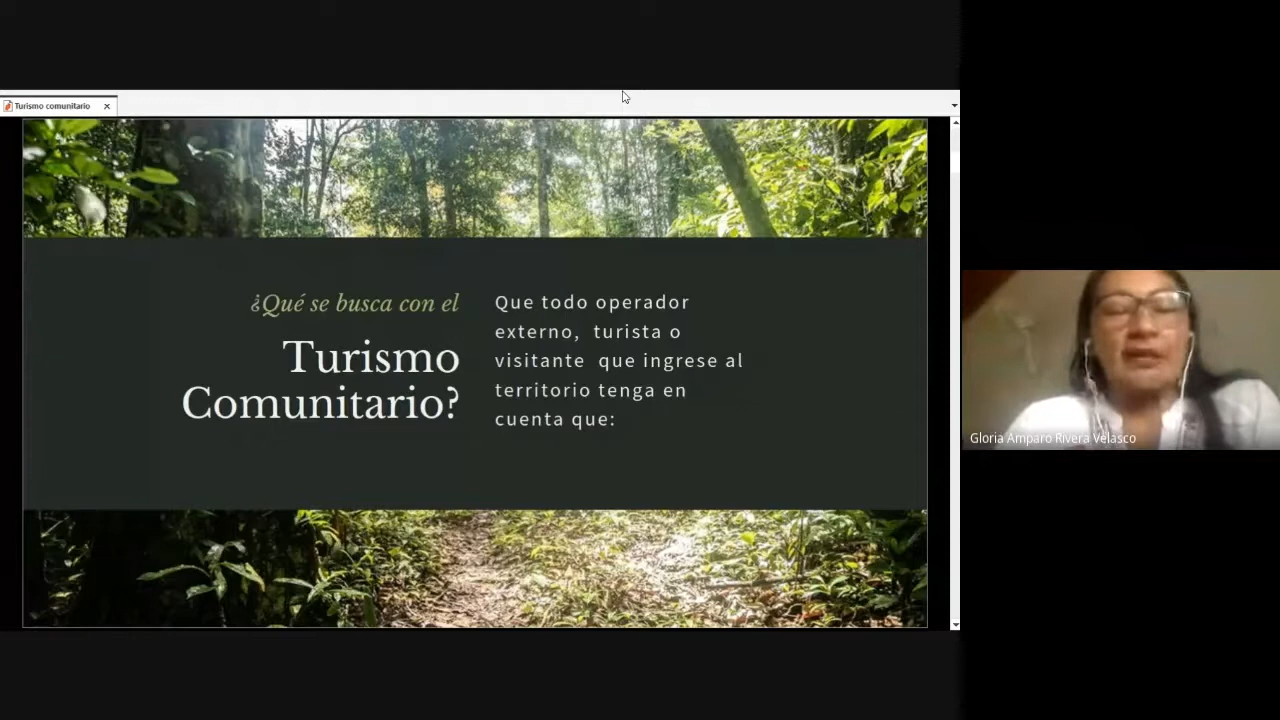 Turismo comunitario
¿Qué se busca con el
Turismo
Comunitario?
Que todo operador
externo, turista o
visitante que ingrese al
territorio tenga en
cuenta que:
Gloria Amparo Rivera Velasco